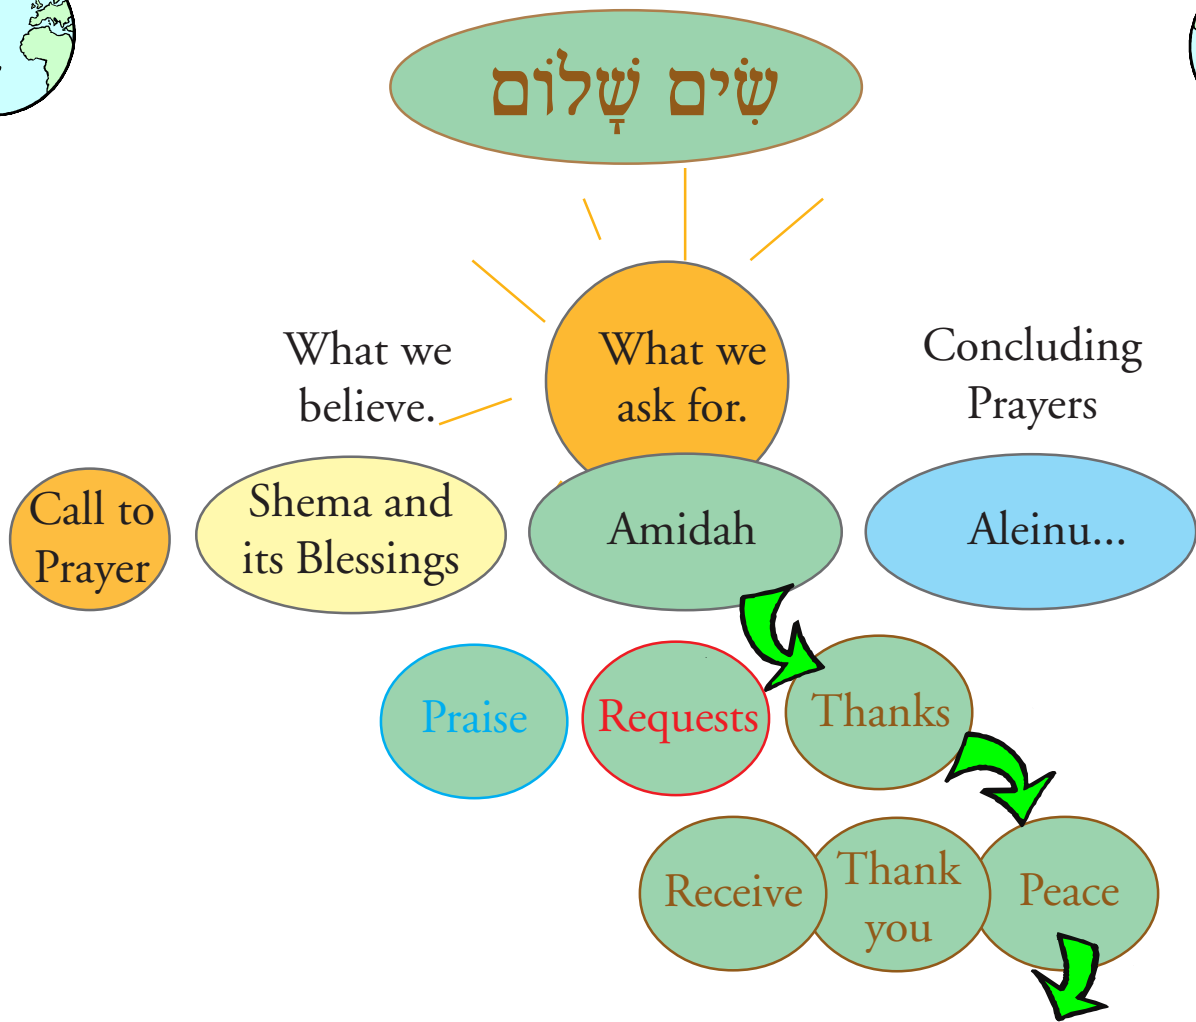 שִׂים שָׁלוֹם
What we
believe.
What we
ask for.
Concluding
Prayers
Call to
Prayer
Shema and
its Blessings
Amidah
Aleinu...
Praise
Requests
Thanks
Receive
Thank
you
Peace